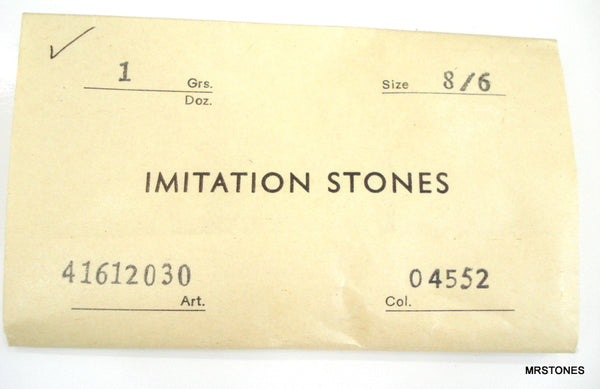 1 Grs. Size 8/6
Doz.
IMITATION STONES
41612030 04552
Art. Col.
MRSTONES